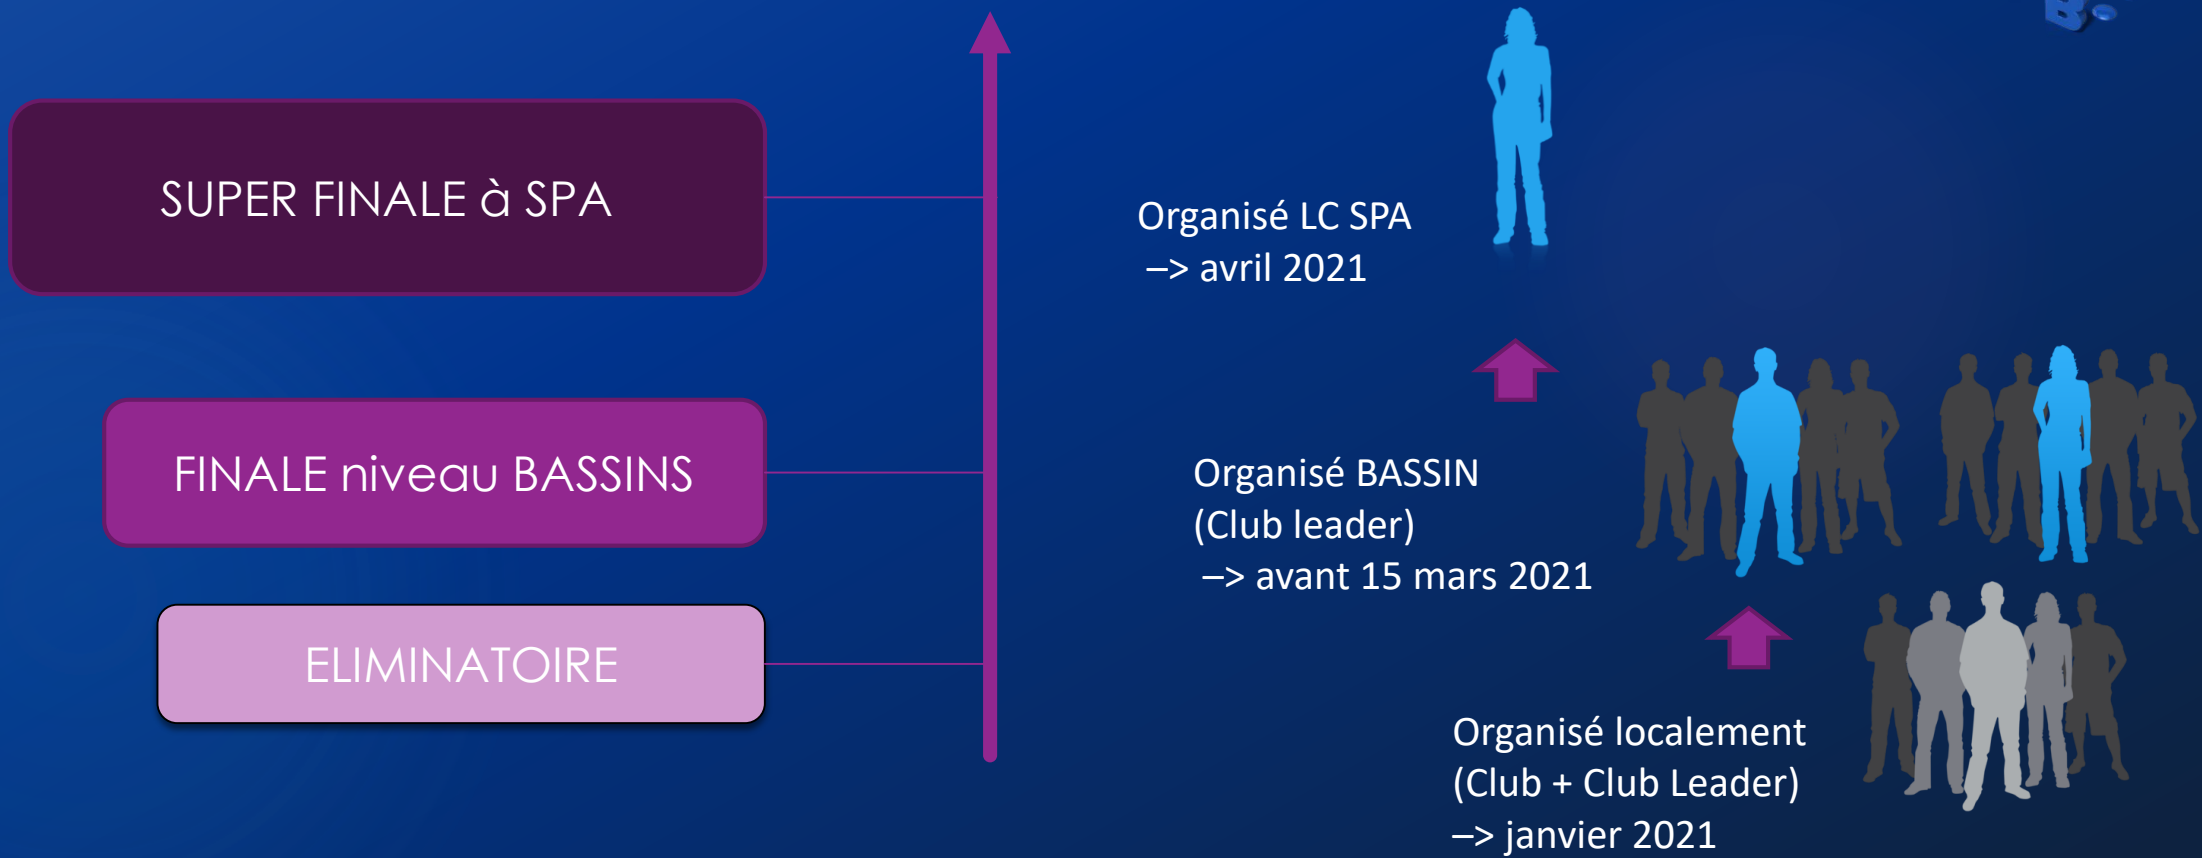 B.
SUPER FINALE à SPA
Organisé LC SPA
–> avril 2021
FINALE niveau BASSINS
Organisé BASSIN
(Club leader)
–> avant 15 mars 2021
ELIMINATOIRE
Organisé localement
(Club + Club Leader)
–> janvier 2021